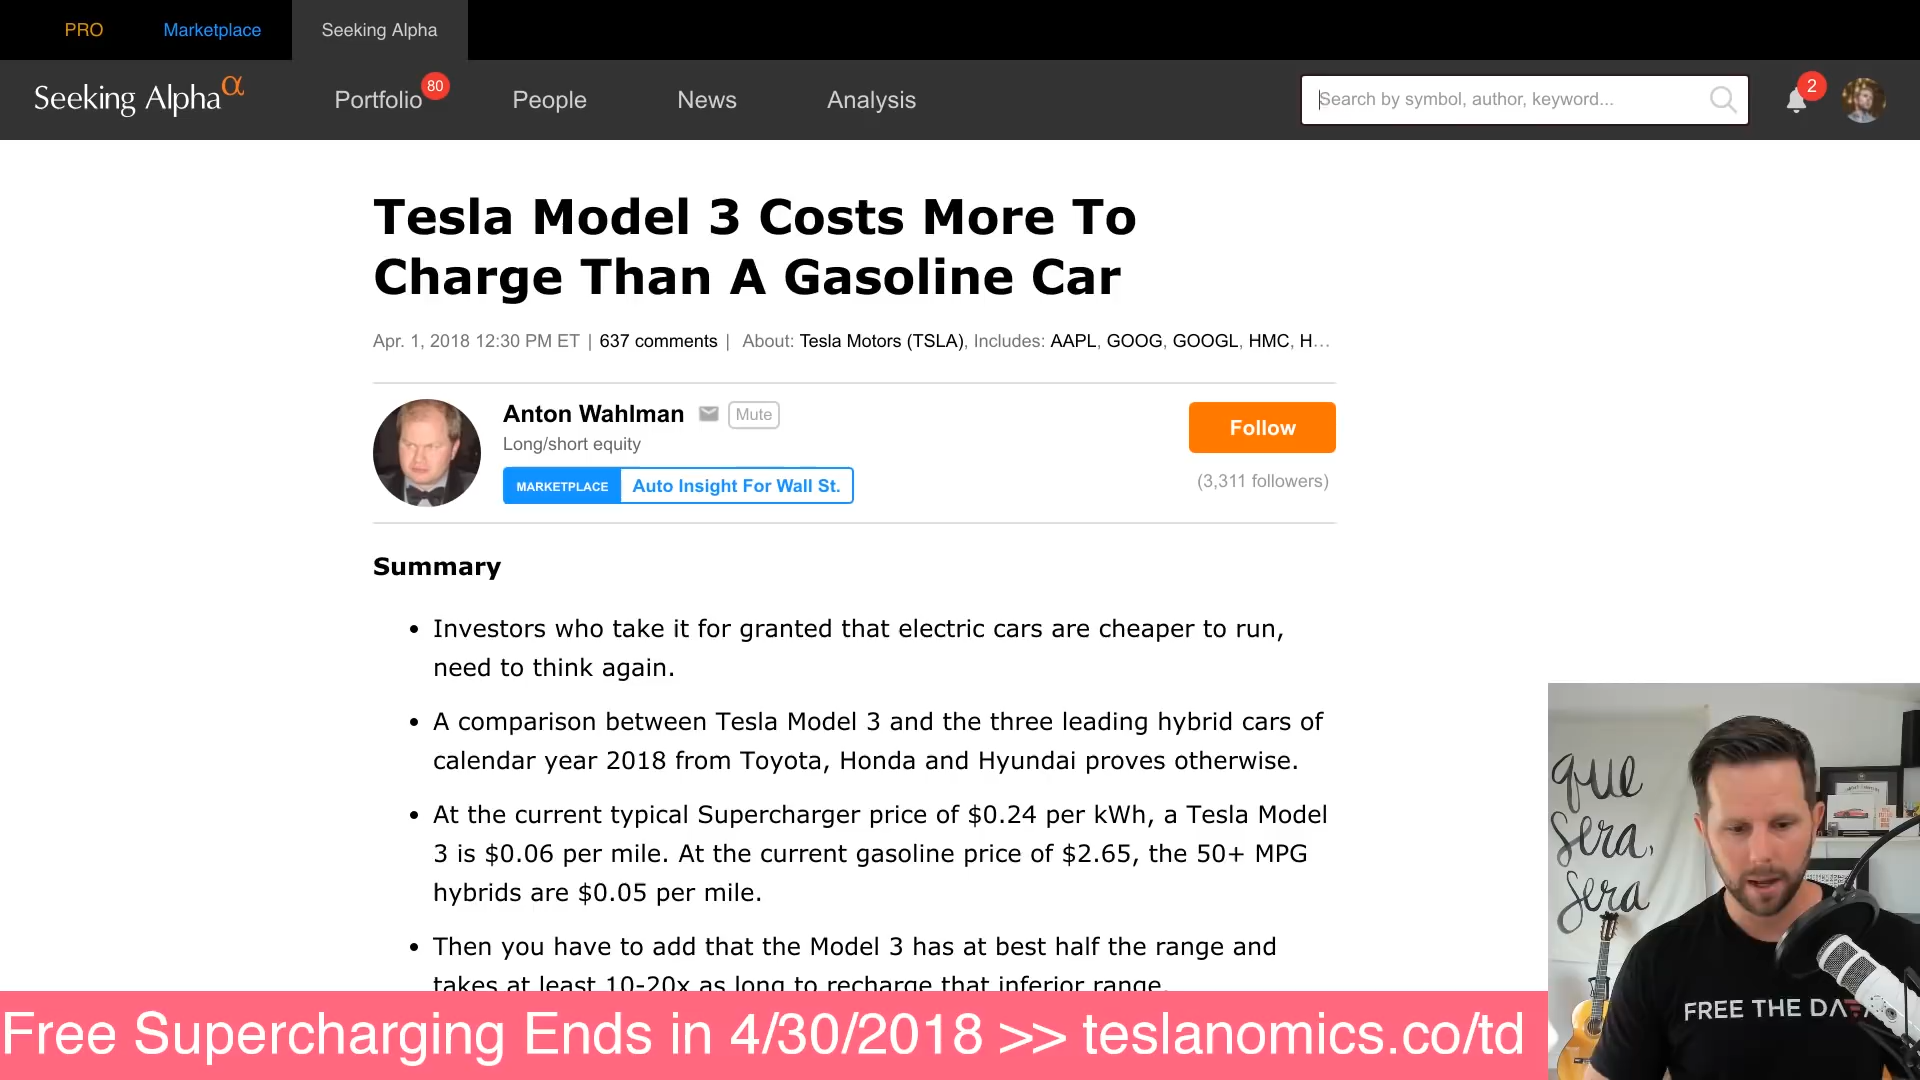 PRO Marketplace Seeking Alpha
Seeking Alpha α Portfolio 80 People News Analysis Search by symbol, author, keyword... 2
Tesla Model 3 Costs More To
Charge Than A Gasoline Car
Apr. 1, 2018 12:30 PM ET | 637 comments | About: Tesla Motors (TSLA), Includes: AAPL, GOOG, GOOGL, HMC, H...
Anton Wahlman Mute
Long/short equity
MARKETPLACE Auto Insight For Wall St.
Follow
(3,311 followers)
Summary
• Investors who take it for granted that electric cars are cheaper to run,
need to think again.
• A comparison between Tesla Model 3 and the three leading hybrid cars of
calendar year 2018 from Toyota, Honda and Hyundai proves otherwise.
• At the current typical Supercharger price of $0.24 per kWh, a Tesla Model
3 is $0.06 per mile. At the current gasoline price of $2.65, the 50+ MPG
hybrids are $0.05 per mile.
• Then you have to add that the Model 3 has at best half the range and
takes at least 10-20x as long to recharge that inferior range.
que
sera,
sera
FREE THE DATA
Free Supercharging Ends in 4/30/2018 >> teslanomics.co/td